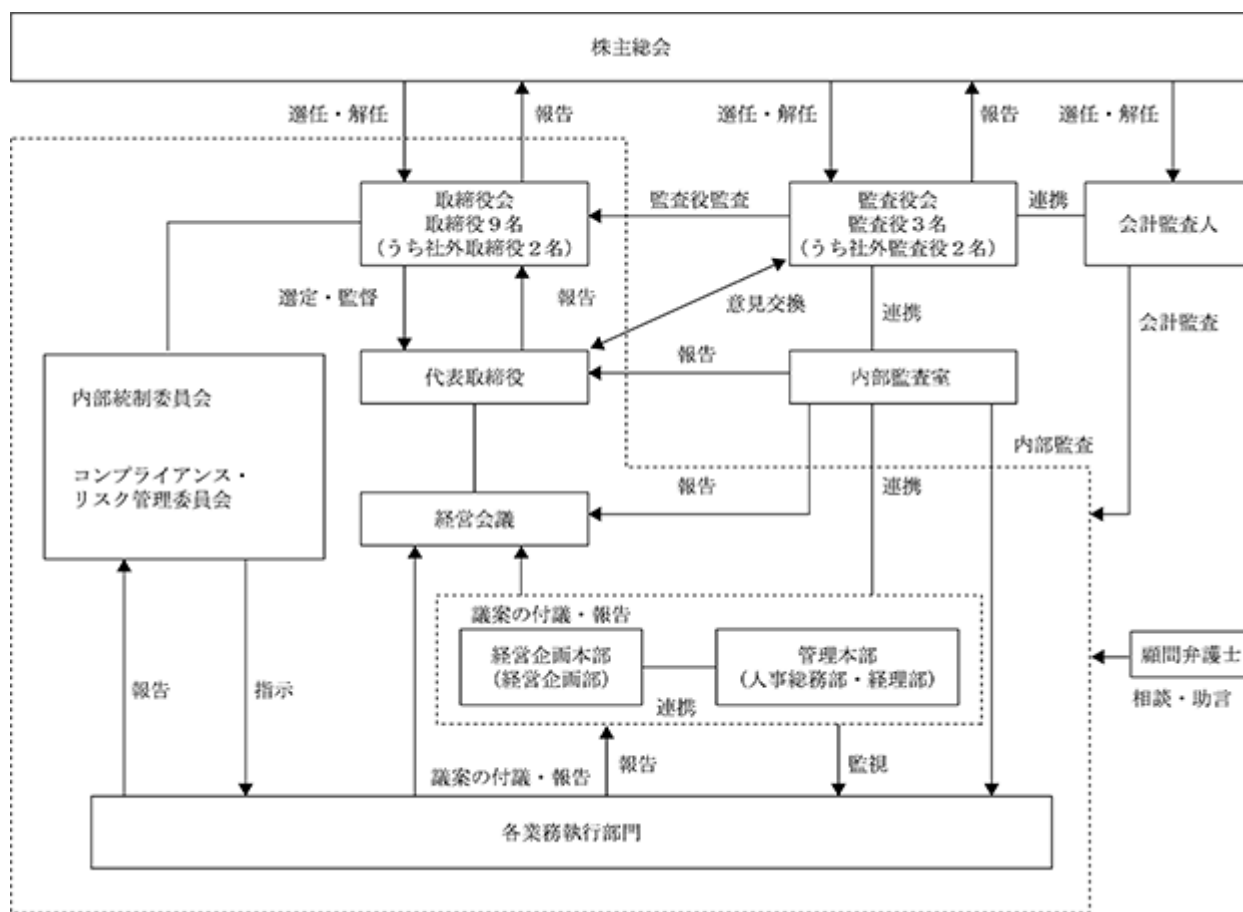 株主総会
選任・解任
報告
選任・解任
報告
選任・解任
取締役会
取締役9名
(うち社外取締役2名)
監査役監査
監査役会
監査役3名
(うち社外監査役2名)
連携
会計監査人
選定・監督
報告
意見交換
連携
会計監査
代表取締役
報告
内部監査室
内部統制委員会
コンプライアンス・
リスク管理委員会
内部監査
報告
連携
経営会議
議案の付議・報告
経営企画本部
(経営企画部)
管理本部
(人事総務部・経理部)
連携
顧問弁護士
相談・助言
報告
指示
議案の付議・報告
報告
監視
各業務執行部門